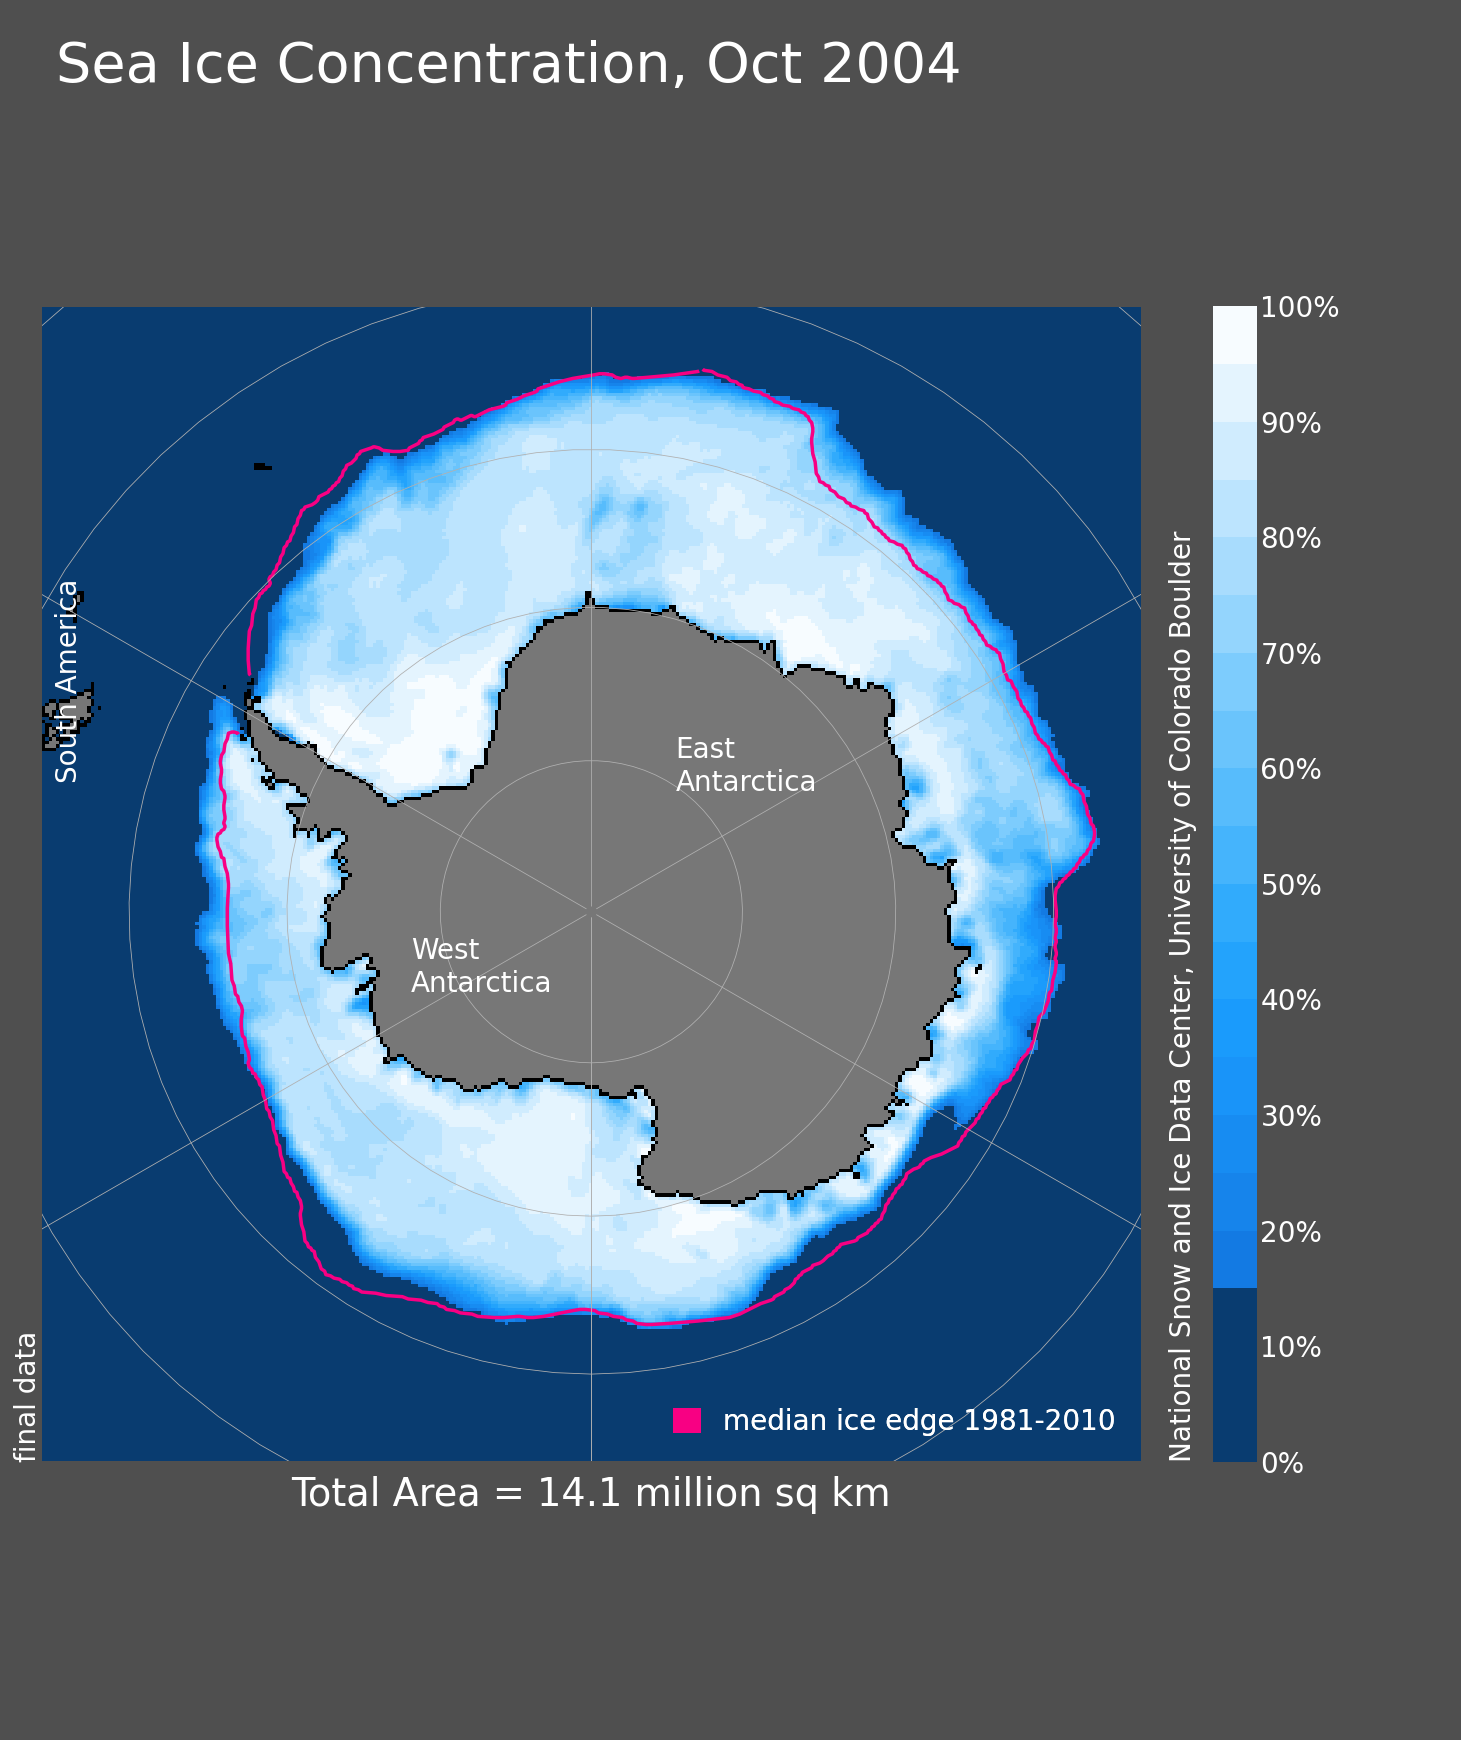 Sea Ice Concentration, Oct 2004
South America
East
Antarctica
West
Antarctica
final data
median ice edge 1981-2010
Total Area = 14.1 million sq km
National Snow and Ice Data Center, University of Colorado Boulder
100%
90%
80%
70%
60%
50%
40%
30%
20%
10%
0%